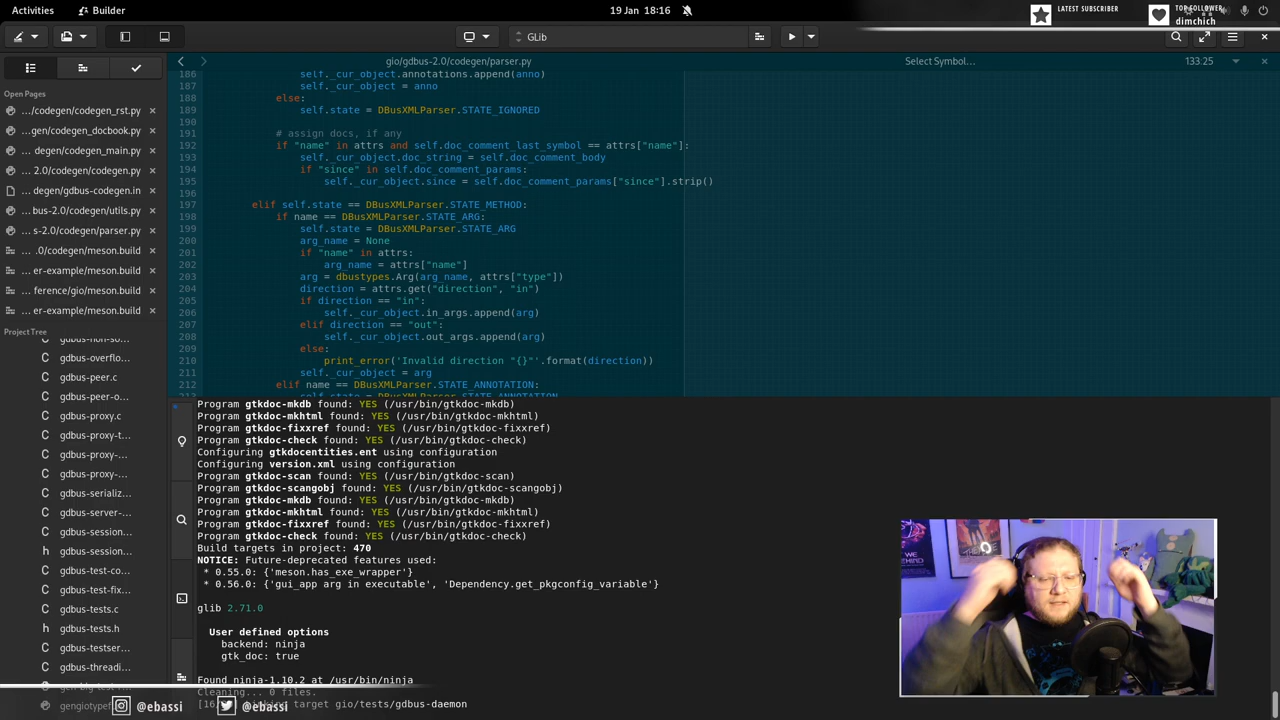 Activities
Builder
19 Jan 18:16
LATEST SUBSCRIBER
TOP FOLLOWER
dimchich
GLib
gio/gdbus-2.0/codegen/parser.py
Select Symbol…
133:25
Open Pages
…/codegen/codegen_rst.py
…gen/codegen_docbook.py
… degen/codegen_main.py
… 2.0/codegen/codegen.py
… degen/gdbus-codegen.in
… bus-2.0/codegen/utils.py
… s-2.0/codegen/parser.py
… .0/codegen/meson.build
… er-example/meson.build
… ference/gio/meson.build
… er-example/meson.build
Project Tree
gdbus-non-so…
gdbus-overflo…
gdbus-peer.c
gdbus-peer-o…
gdbus-proxy.c
gdbus-proxy-t…
gdbus-proxy-…
gdbus-proxy-…
gdbus-serializ…
gdbus-server-…
gdbus-session…
gdbus-session…
gdbus-test-co…
gdbus-test-fix…
gdbus-tests.c
gdbus-tests.h
gdbus-testser…
gdbus-threadi…
gengiotypef
186 self._cur_object.annotations.append(anno)
187 self._cur_object = anno
188 else:
189 self.state = DBusXMLParser.STATE_IGNORED
190
191 # assign docs, if any
192 if "name" in attrs and self.doc_comment_last_symbol == attrs["name"]:
193 self._cur_object.doc_string = self.doc_comment_body
194 if "since" in self.doc_comment_params:
195 self._cur_object.since = self.doc_comment_params["since"].strip()
196
197 elif self.state == DBusXMLParser.STATE_METHOD:
198 if name == DBusXMLParser.STATE_ARG:
199 self.state = DBusXMLParser.STATE_ARG
200 arg_name = None
201 if "name" in attrs:
202 arg_name = attrs["name"]
203 arg = dbustypes.Arg(arg_name, attrs["type"])
204 direction = attrs.get("direction", "in")
205 if direction == "in":
206 self._cur_object.in_args.append(arg)
207 elif direction == "out":
208 self._cur_object.out_args.append(arg)
209 else:
210 print_error('Invalid direction "{}"'.format(direction))
211 self._cur_object = arg
212 elif name == DBusXMLParser.STATE_ANNOTATION:
Program gtkdoc-mkdb found: YES (/usr/bin/gtkdoc-mkdb)
Program gtkdoc-mkhtml found: YES (/usr/bin/gtkdoc-mkhtml)
Program gtkdoc-fixxref found: YES (/usr/bin/gtkdoc-fixxref)
Program gtkdoc-check found: YES (/usr/bin/gtkdoc-check)
Configuring gtkdocentities.ent using configuration
Configuring version.xml using configuration
Program gtkdoc-scan found: YES (/usr/bin/gtkdoc-scan)
Program gtkdoc-scangobj found: YES (/usr/bin/gtkdoc-scangobj)
Program gtkdoc-mkdb found: YES (/usr/bin/gtkdoc-mkdb)
Program gtkdoc-mkhtml found: YES (/usr/bin/gtkdoc-mkhtml)
Program gtkdoc-fixxref found: YES (/usr/bin/gtkdoc-fixxref)
Program gtkdoc-check found: YES (/usr/bin/gtkdoc-check)
Build targets in project: 470
NOTICE: Future-deprecated features used:
* 0.55.0: {'meson.has_exe_wrapper'}
* 0.56.0: {'gui_app arg in executable', 'Dependency.get_pkgconfig_variable'}
glib 2.71.0
User defined options
backend: ninja
gtk_doc: true
Found ninja-1.10.2 at /usr/bin/ninja
Cleaning... 0 files.
target gio/tests/gdbus-daemon
@ebassi
@ebassi